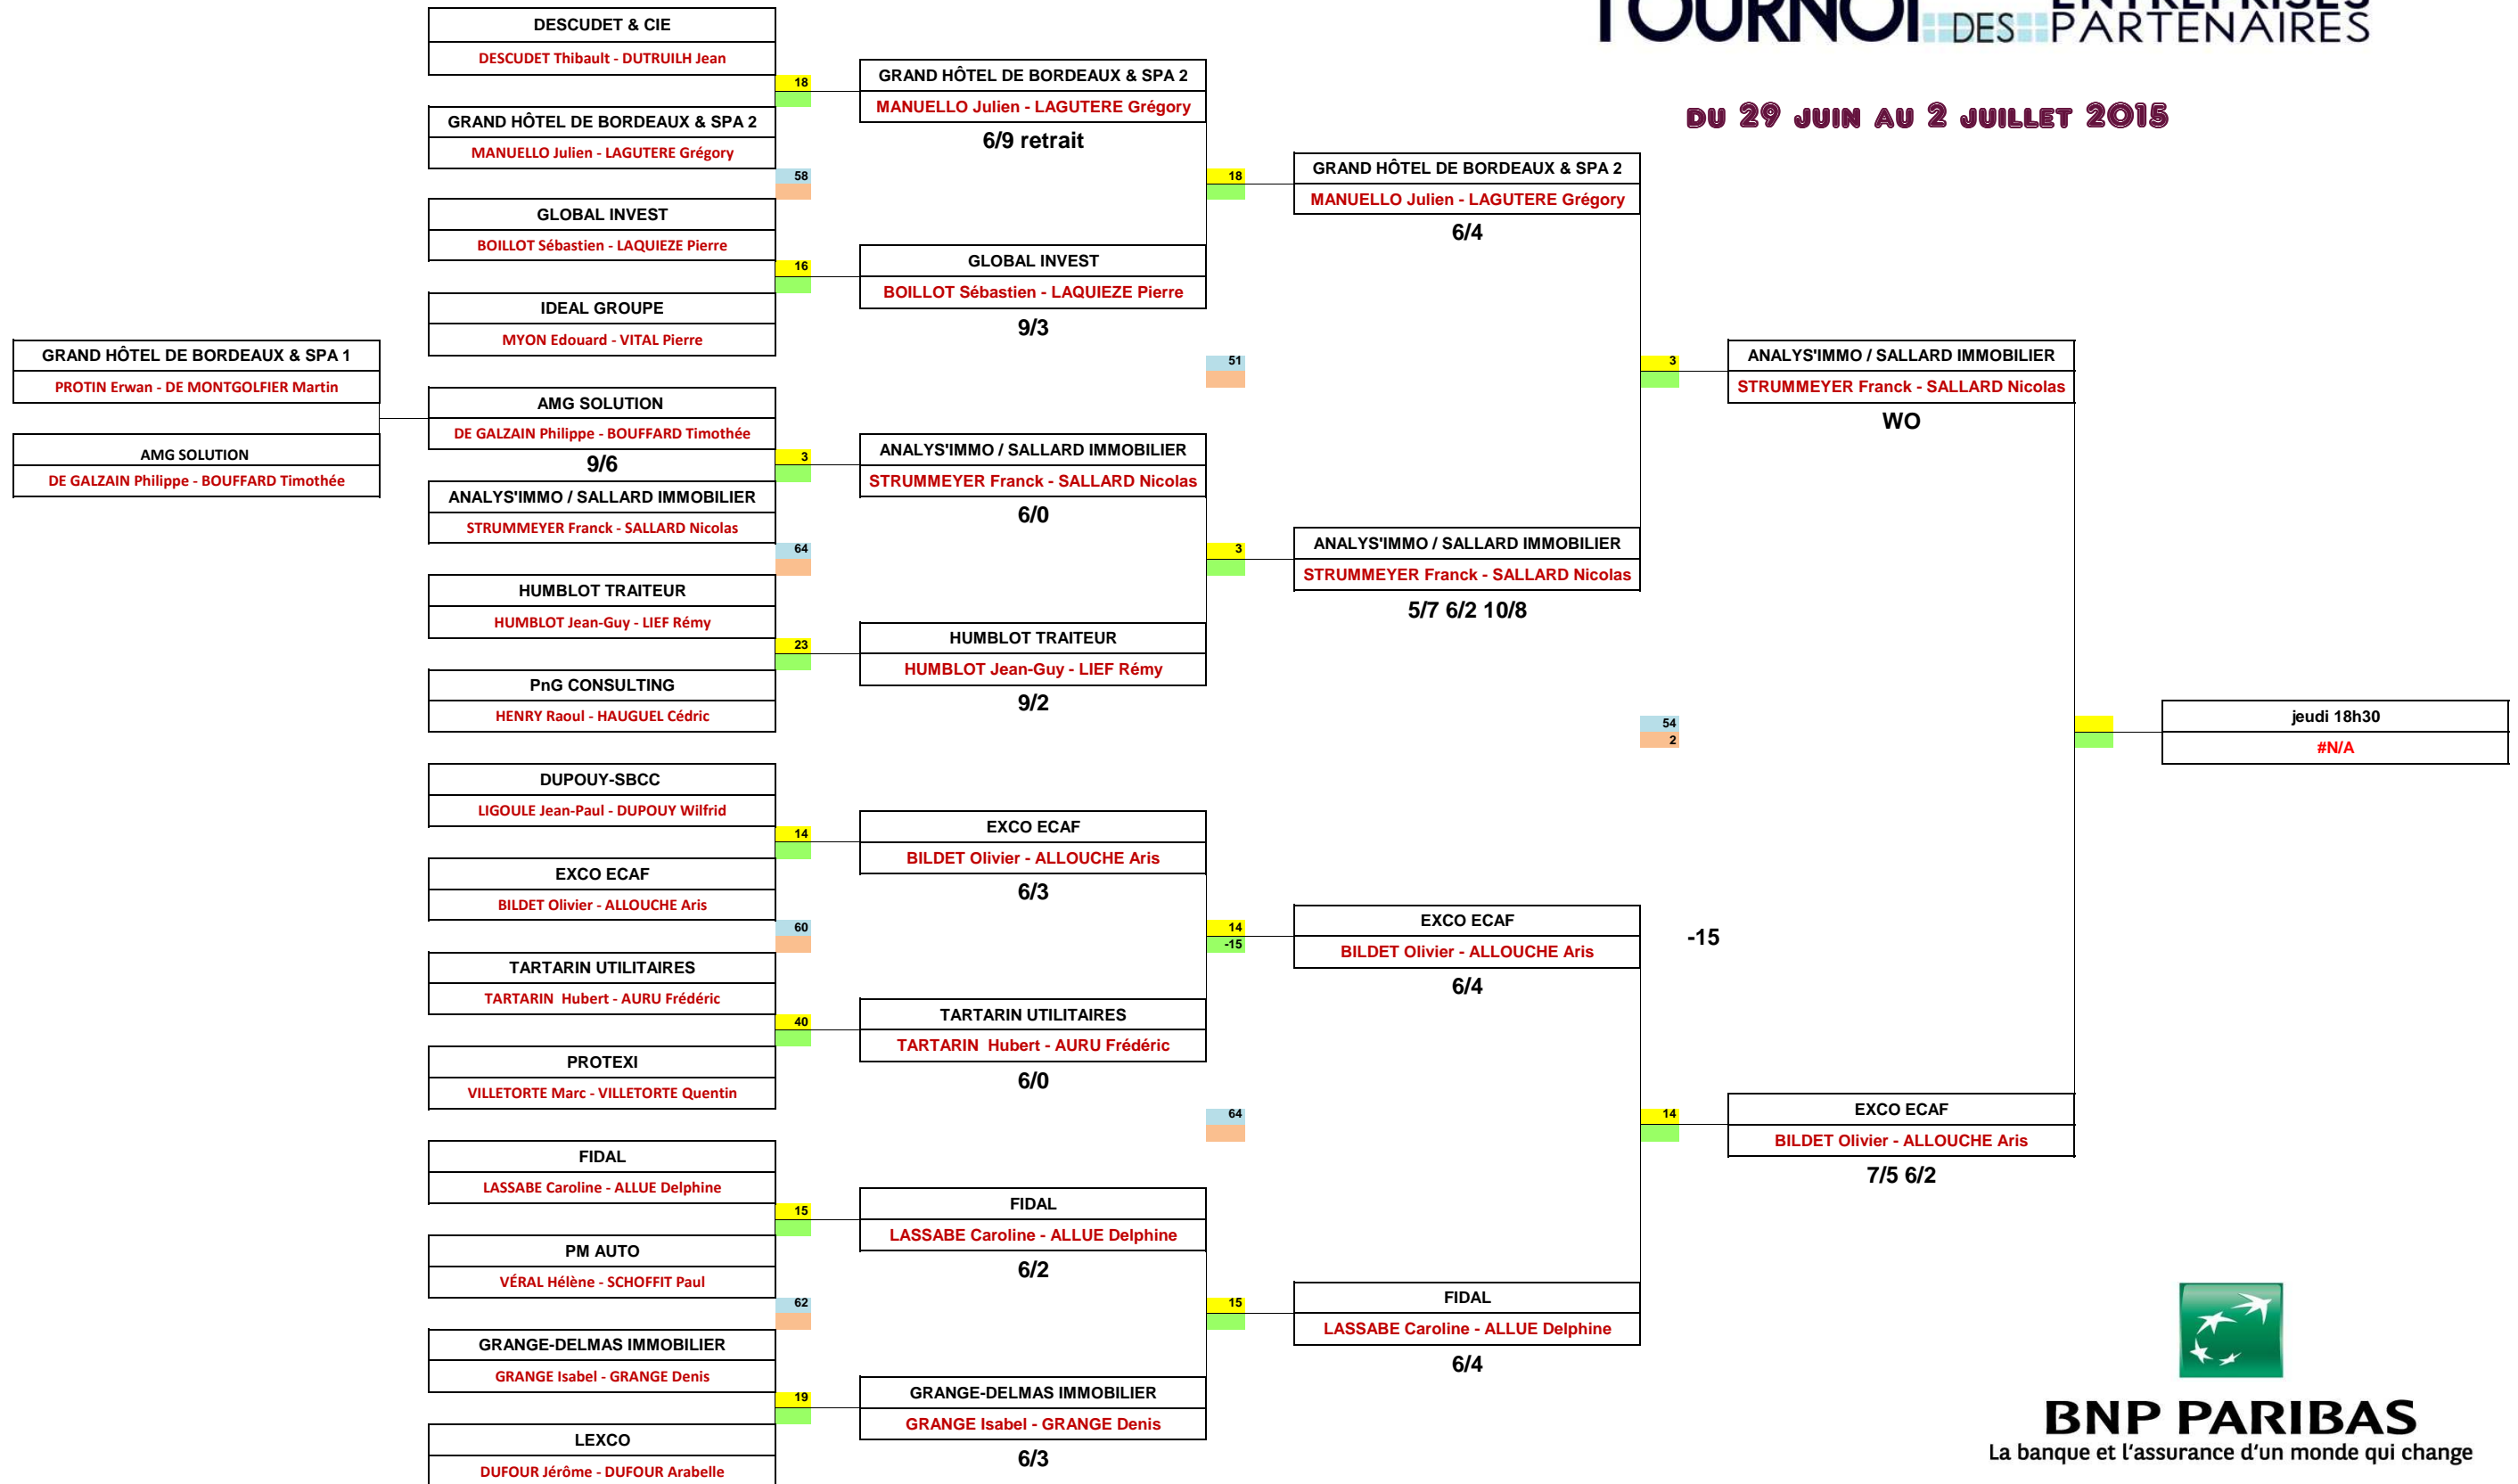 TOURNOI DES ENTREPRISES PARTENAIRES
DU 29 JUIN AU 2 JUILLET 2015
GRAND HÔTEL DE BORDEAUX & SPA 1
PROTIN Erwan - DE MONTGOLFIER Martin
AMG SOLUTION
DE GALZAIN Philippe - BOUFFARD Timothée
DESCUDET & CIE
DESCUDET Thibault - DUTRUILH Jean
18
GRAND HÔTEL DE BORDEAUX & SPA 2
MANUELLO Julien - LAGUTERE Grégory
58
GLOBAL INVEST
BOILLOT Sébastien - LAQUIEZE Pierre
16
IDEAL GROUPE
MYON Edouard - VITAL Pierre
AMG SOLUTION
DE GALZAIN Philippe - BOUFFARD Timothée
9/6
3
ANALYS'IMMO / SALLARD IMMOBILIER
STRUMMEYER Franck - SALLARD Nicolas
64
HUMBLOT TRAITEUR
HUMBLOT Jean-Guy - LIEF Rémy
23
PnG CONSULTING
HENRY Raoul - HAUGUEL Cédric
DUPOUY-SBCC
LIGOULE Jean-Paul - DUPOUY Wilfrid
14
EXCO ECAF
BILDET Olivier - ALLOUCHE Aris
60
TARTARIN UTILITAIRES
TARTARIN  Hubert - AURU Frédéric
40
PROTEXI
VILLETORTE Marc - VILLETORTE Quentin
FIDAL
LASSABE Caroline - ALLUE Delphine
15
PM AUTO
VÉRAL Hélène - SCHOFFIT Paul
62
GRANGE-DELMAS IMMOBILIER
GRANGE Isabel - GRANGE Denis
19
LEXCO
DUFOUR Jérôme - DUFOUR Arabelle
GRAND HÔTEL DE BORDEAUX & SPA 2
MANUELLO Julien - LAGUTERE Grégory
6/9 retrait
18
GLOBAL INVEST
BOILLOT Sébastien - LAQUIEZE Pierre
9/3
51
ANALYS'IMMO / SALLARD IMMOBILIER
STRUMMEYER Franck - SALLARD Nicolas
6/0
3
HUMBLOT TRAITEUR
HUMBLOT Jean-Guy - LIEF Rémy
9/2
EXCO ECAF
BILDET Olivier - ALLOUCHE Aris
6/3
14
-15
TARTARIN UTILITAIRES
TARTARIN  Hubert - AURU Frédéric
6/0
64
FIDAL
LASSABE Caroline - ALLUE Delphine
6/2
15
GRANGE-DELMAS IMMOBILIER
GRANGE Isabel - GRANGE Denis
6/3
GRAND HÔTEL DE BORDEAUX & SPA 2
MANUELLO Julien - LAGUTERE Grégory
6/4
3
ANALYS'IMMO / SALLARD IMMOBILIER
STRUMMEYER Franck - SALLARD Nicolas
5/7 6/2 10/8
54
2
EXCO ECAF
BILDET Olivier - ALLOUCHE Aris
6/4
-15
14
FIDAL
LASSABE Caroline - ALLUE Delphine
6/4
ANALYS'IMMO / SALLARD IMMOBILIER
STRUMMEYER Franck - SALLARD Nicolas
WO
EXCO ECAF
BILDET Olivier - ALLOUCHE Aris
7/5 6/2
jeudi 18h30
#N/A
BNP PARIBAS
La banque et l'assurance d'un monde qui change